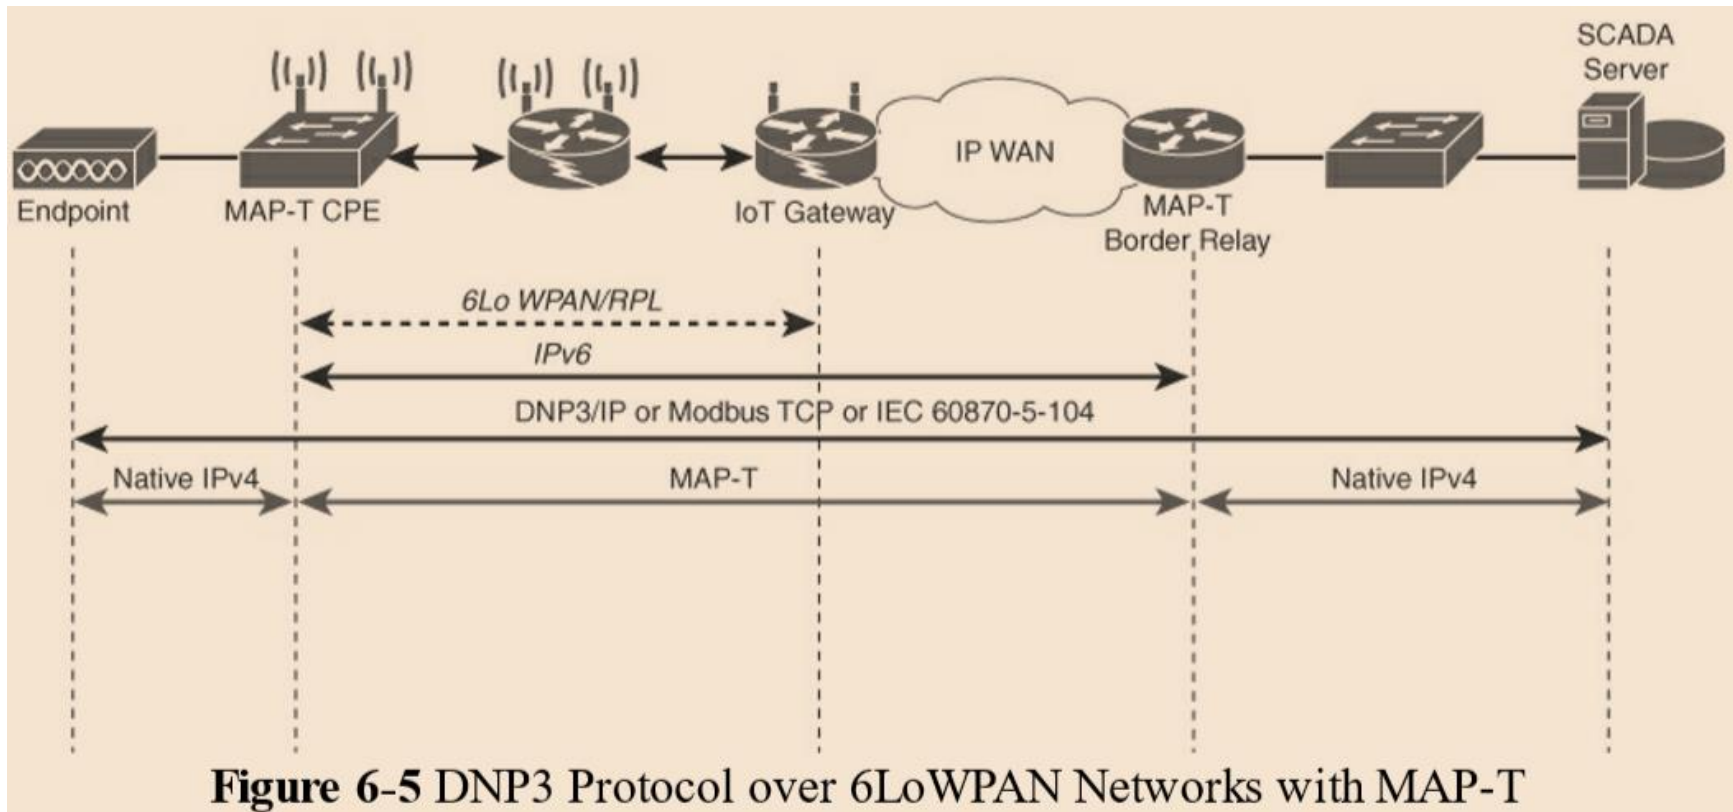 SCADA
Server
IP WAN
Endpoint
MAP-T CPE
IoT Gateway
MAP-T
Border Relay
6Lo WPAN/RPL
IPv6
DNP3/IP or Modbus TCP or IEC 60870-5-104
Native IPv4
MAP-T
Native IPv4
Figure 6-5 DNP3 Protocol over 6LoWPAN Networks with MAP-T